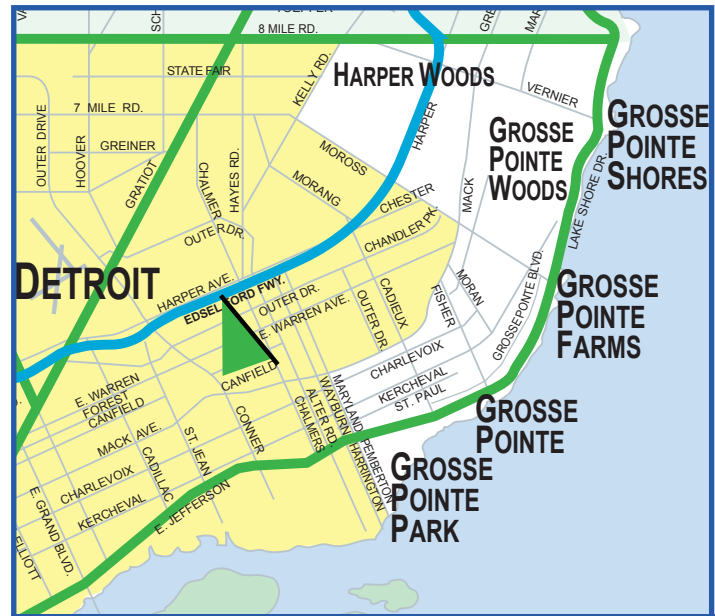 8 MILE RD.
STATE FAIR
KELLY RD.
HARPER WOODS
VERNIER
7 MILE RD.
OUTER DRIVE
HOOVER
GREINER
GRATIOT
CHALMER
HAYES RD.
MOROSS
HARPER
MORANG
CHESTER
MACK
GROSSE
POINTE
WOODS
GROSSE
POINTE
SHORES
LAKE SHORE DR.
OUTER DR.
CHANDLER PK.
DETROIT
HARPER AVE.
EDSEL FORD FWY.
OUTER DR.
E. WARREN AVE.
OUTER DR.
CADIEUX
FISHER
MORAN
GROSSE PONTE BLVD.
GROSSE
POINTE
FARMS
CANFIELD
CHARLEVOIX
KERCHEVAL
ST. PAUL
E. WARREN
FOREST
CANFIELD
MACK AVE.
CHARLEVOIX
KERCHEVAL
E. GRAND BLVD.
ELLIOTT
CADILLAC
ST. JEAN
CONNER
E. JEFFERSON
CHALMERS
ALTER RD.
WAYBURN
HARRINGTON
MARYLAND
PEMBERTON
GROSSE
POINTE
GROSSE
POINTE
PARK